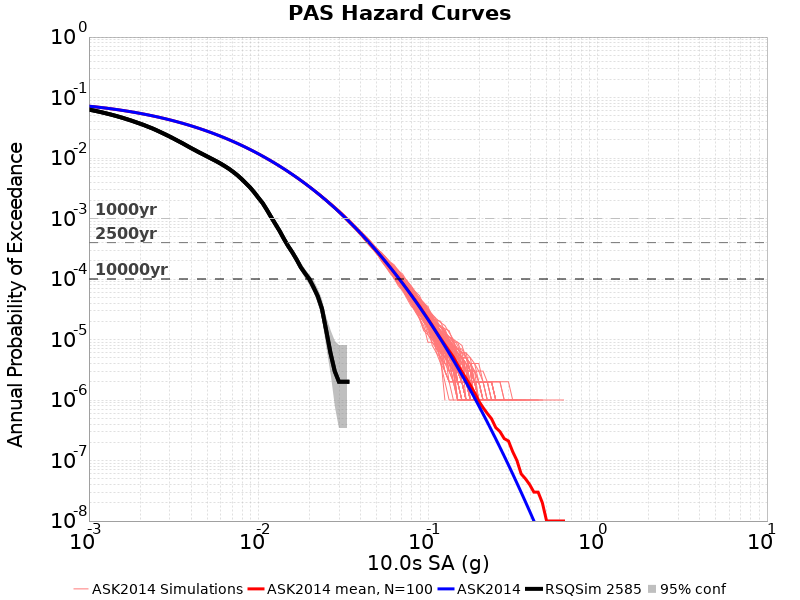 PAS Hazard Curves
Annual Probability of Exceedance
10^0
10^-1
10^-2
10^-3
10^-4
10^-5
10^-6
10^-7
10^-8
1000yr
2500yr
10000yr
10^-3 10^-2 10^-1 10^0 10^1
10.0s SA (g)
ASK2014 Simulations ASK2014 mean, N=100 ASK2014 RSQSim 2585 95% conf